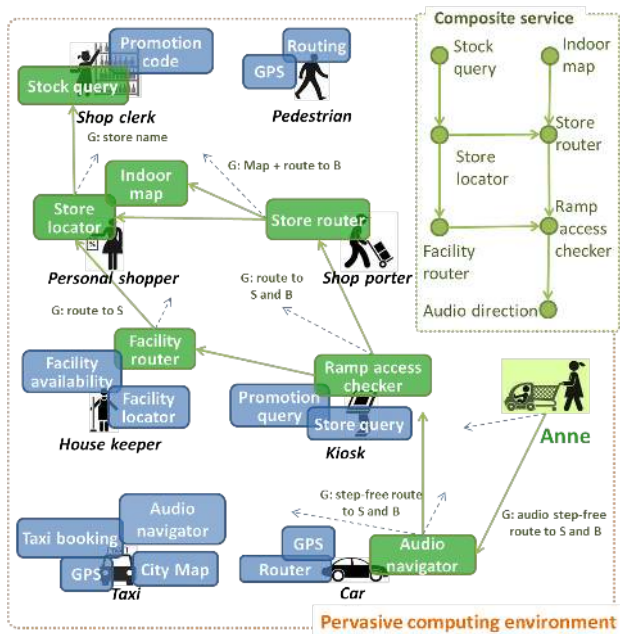 Composite service
Stock
query
Indoor
map
Store
locator
Store
router
Facility
router
Ramp
access
checker
Audio direction
Promotion
code
Stock query
Shop clerk
Routing
GPS
Pedestrian
G: store name
G: Map + route to B
Indoor
map
Store
locator
Personal shopper
Store router
Shop porter
G: route to S
G: route to
S and B
Facility
router
Facility
availability
Facility
locator
House keeper
Ramp access
checker
Promotion
query
Store query
Kiosk
Anne
G: step-free route
to S and B
G: audio step-free
route to S and B
Audio
navigator
Taxi booking
GPS
City Map
Taxi
GPS
Router
Car
Audio
navigator
Pervasive computing environment